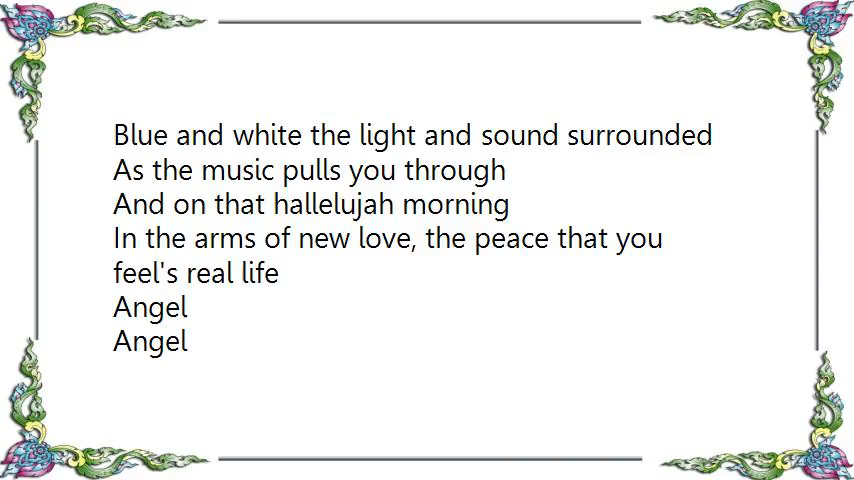 Blue and white the light and sound surrounded
As the music pulls you through
And on that hallelujah morning
In the arms of new love, the peace that you
feel's real life
Angel
Angel